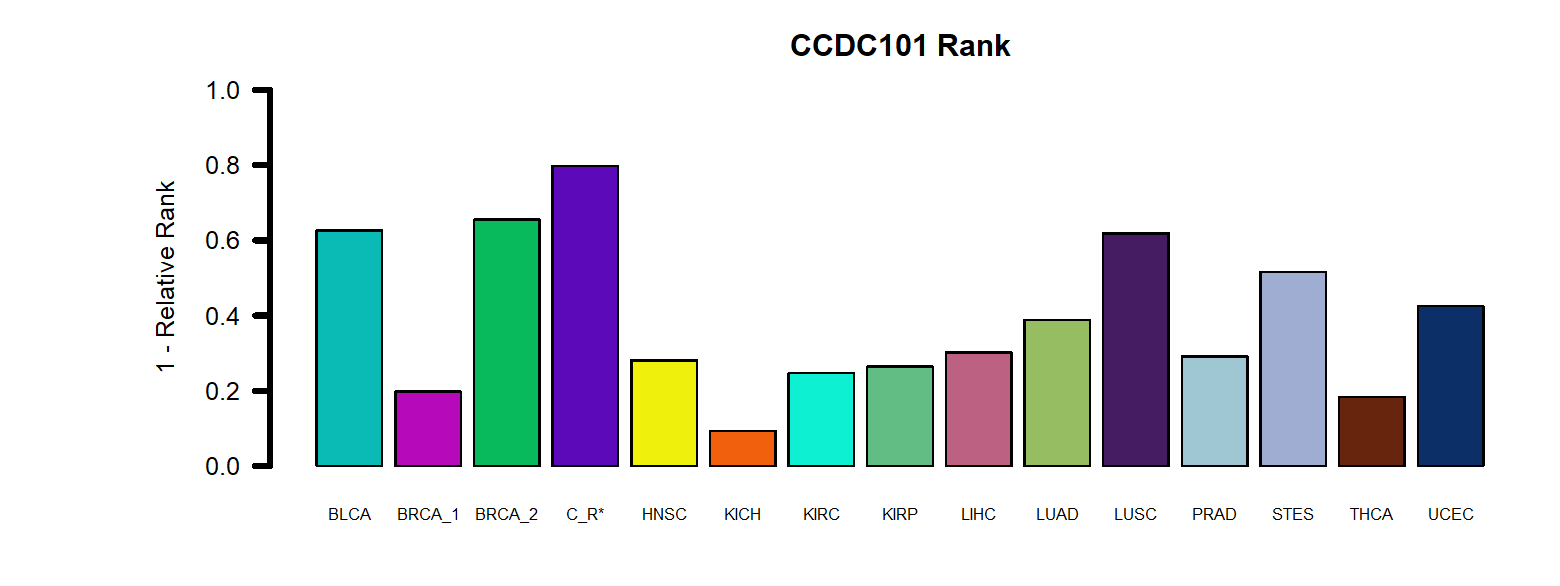 CCDC101 Rank
1 - Relative Rank
1.0
0.8
0.6
0.4
0.2
0.0
BLCA BRCA_1 BRCA_2 C_R* HNSC KICH KIRC KIRP LIHC LUAD LUSC PRAD STES THCA UCEC